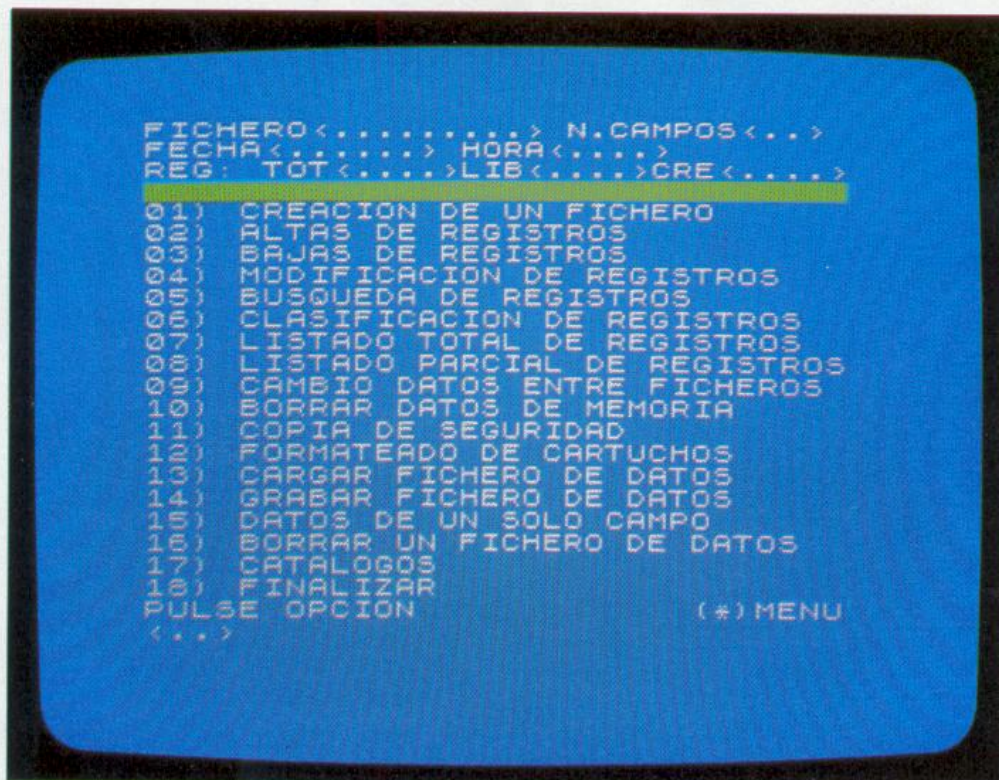 FICHERO<.........> N.CAMPOS<..>
FECHA<......> HORA<....>
REG: TOT<....>LIB<....>CRE<....>
01) CREACION DE UN FICHERO
02) ALTAS DE REGISTROS
03) BAJAS DE REGISTROS
04) MODIFICACION DE REGISTROS
05) BUSQUEDA DE REGISTROS
06) CLASIFICACION DE REGISTROS
07) LISTADO TOTAL DE REGISTROS
08) LISTADO PARCIAL DE REGISTROS
09) CAMBIO DATOS ENTRE FICHEROS
10) BORRAR DATOS DE MEMORIA
11) COPIA DE SEGURIDAD
12) FORMATEADO DE CARTUCHOS
13) CARGAR FICHERO DE DATOS
14) GRABAR FICHERO DE DATOS
15) DATOS DE UN SOLO CAMPO
16) BORRAR UN FICHERO DE DATOS
17) CATALOGOS
18) FINALIZAR
PULSE OPCION (*)MENU
<..>